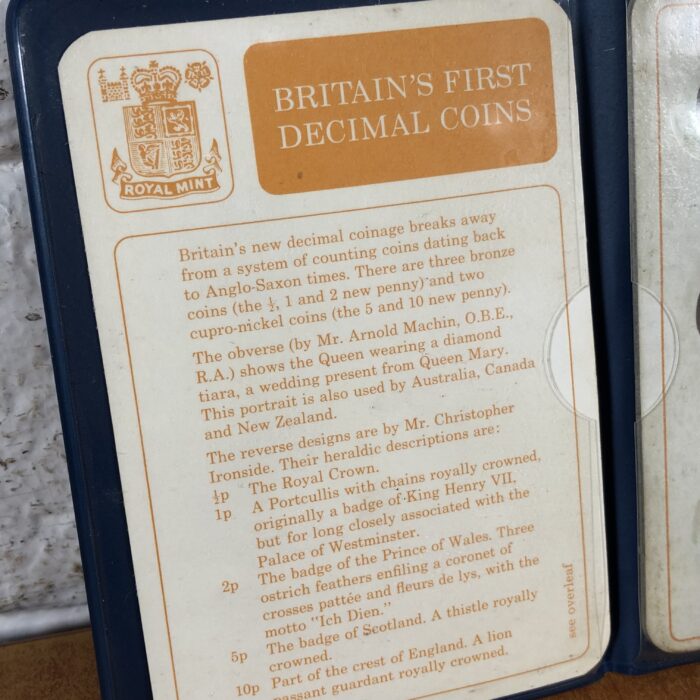 ROYAL MINT
BRITAIN'S FIRST
DECIMAL COINS
Britain's new decimal coinage breaks away
from a system of counting coins dating back
to Anglo-Saxon times. There are three bronze
coins (the ½, 1 and 2 new penny) and two
cupro-nickel coins (the 5 and 10 new penny).
The obverse (by Mr. Arnold Machin, O.B.E.,
R.A.) shows the Queen wearing a diamond
tiara, a wedding present from Queen Mary.
This portrait is also used by Australia, Canada
and New Zealand.
The reverse designs are by Mr. Christopher
Ironside. Their heraldic descriptions are:
½p The Royal Crown.
1p A Portcullis with chains royally crowned,
originally a badge of King Henry VII,
but for long closely associated with the
Palace of Westminster.
2p The badge of the Prince of Wales. Three
ostrich feathers enfiling a coronet of
crosses pattée and fleurs de lys, with the
motto "Ich Dien."
5p The badge of Scotland. A thistle royally
crowned.
10p Part of the crest of England. A lion
passant guardant royally crowned.
see overleaf